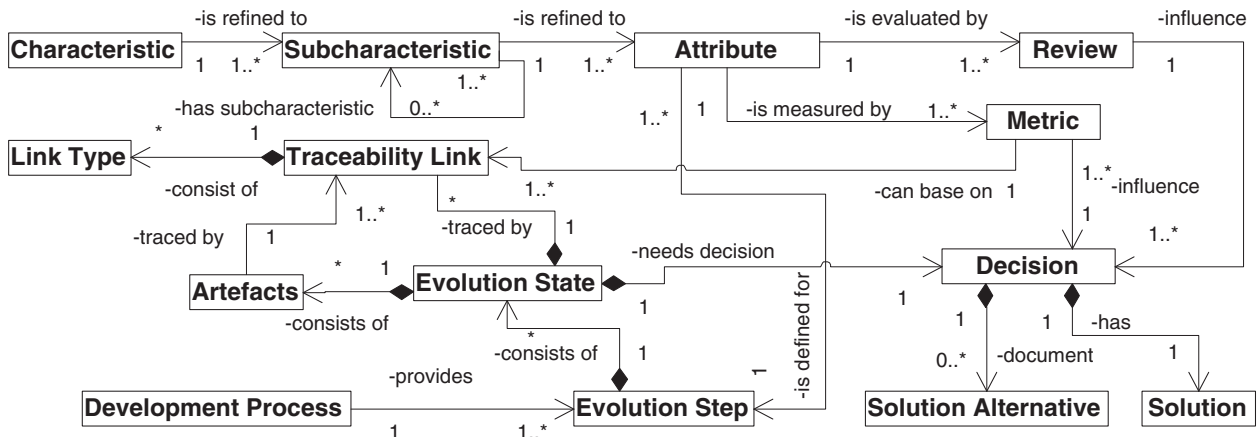 -is refined to
-is refined to
-is evaluated by
-influence
Characteristic
Subcharacteristic
Attribute
Review
1
1..*
1
1..*
1
1..*
1
1..*
-has subcharacteristic
0..*
1..*
1
-is measured by
1..*
Metric
*
1
Link Type
Traceability Link
-consist of
1..*
-can base on
1
1..*
-influence
1..*
*
-traced by
1
-traced by
1
1
1..*
-needs decision
*
1
Artefacts
Evolution State
Decision
1
1
-consists of
*
-consists of
1
-is defined for
1
1
-has
0..*
-document
1
-provides
1
Development Process
Evolution Step
Solution Alternative
Solution
1
1..*